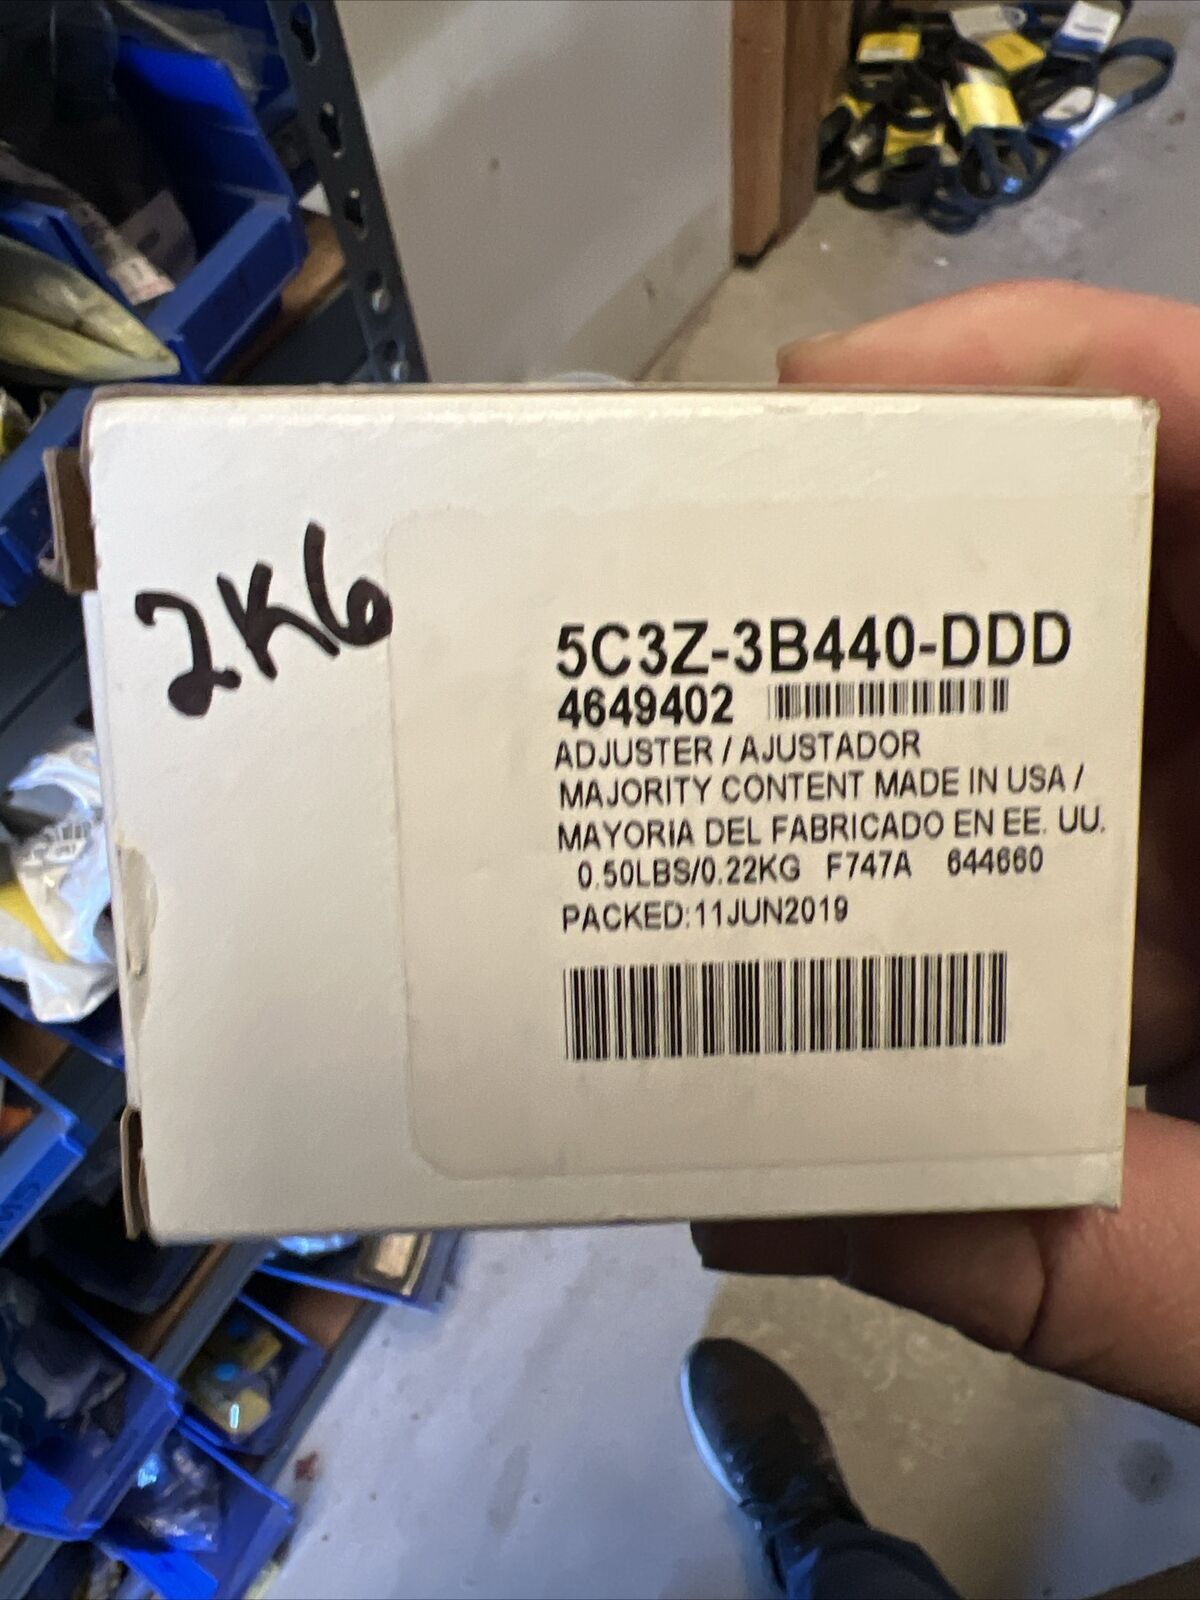 2K6
5C3Z-3B440-DDD
4649402
ADJUSTER / AJUSTADOR
MAJORITY CONTENT MADE IN USA /
MAYORIA DEL FABRICADO EN EE. UU.
0.50LBS/0.22KG F747A 644660
PACKED:11JUN2019